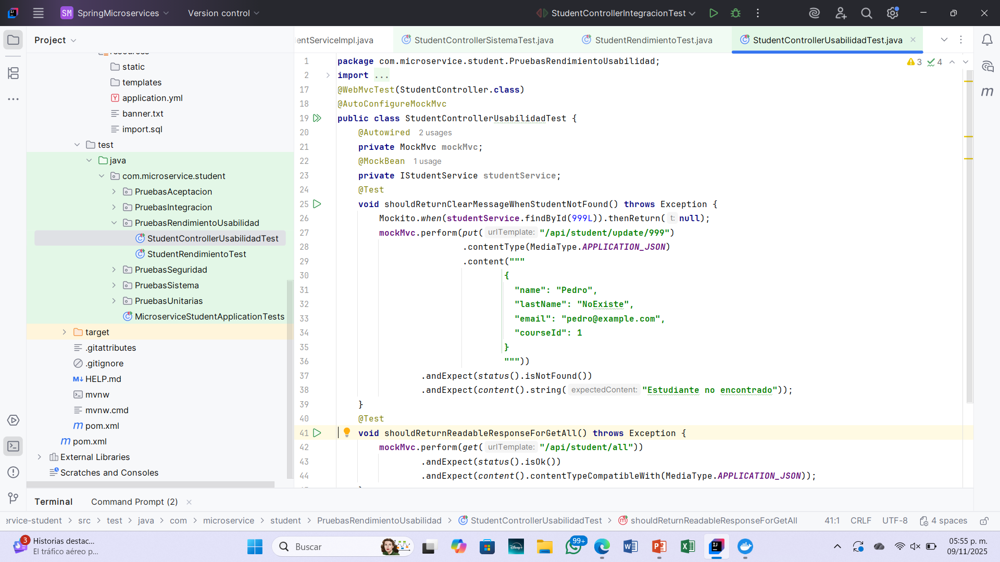 SM SpringMicroservices Version control StudentControllerIntegracionTest
Project
resources
static
templates
application.yml
banner.txt
import.sql
test
java
com.microservice.student
PruebasAceptacion
PruebasIntegracion
PruebasRendimientoUsabilidad
StudentControllerUsabilidadTest
StudentRendimientoTest
PruebasSeguridad
PruebasSistema
PruebasUnitarias
MicroserviceStudentApplicationTests
target
.gitattributes
.gitignore
HELP.md
mvnw
mvnw.cmd
pom.xml
pom.xml
External Libraries
Scratches and Consoles
entServiceImpl.java StudentControllerSistemaTest.java StudentRendimientoTest.java StudentControllerUsabilidadTest.java
3 4
1 package com.microservice.student.PruebasRendimientoUsabilidad;
2 import ...
17 @WebMvcTest(StudentController.class)
18 @AutoConfigureMockMvc
19 public class StudentControllerUsabilidadTest {
20 @Autowired 2 usages
21 private MockMvc mockMvc;
22 @MockBean 1 usage
23 private IStudentService studentService;
24 @Test
25 void shouldReturnClearMessageWhenStudentNotFound() throws Exception {
26 Mockito.when(studentService.findById(999L)).thenReturn( t: null);
27 mockMvc.perform(put( urlTemplate: "/api/student/update/999")
28 .contentType(MediaType.APPLICATION_JSON)
29 .content("""
30 {
31 "name": "Pedro",
32 "lastName": "NoExiste",
33 "email": "pedro@example.com",
34 "courseId": 1
35 }
36 """))
37 .andExpect(status().isNotFound())
38 .andExpect(content().string( expectedContent: "Estudiante no encontrado"));
39 }
40 @Test
41 void shouldReturnReadableResponseForGetAll() throws Exception {
42 mockMvc.perform(get( urlTemplate: "/api/student/all"))
43 .andExpect(status().isOk())
44 .andExpect(content().contentTypeCompatibleWith(MediaType.APPLICATION_JSON));
Terminal Command Prompt (2)
ervice-student > src > test > java > com > microservice > student > PruebasRendimientoUsabilidad > StudentControllerUsabilidadTest > shouldReturnReadableResponseForGetAll 41:1 CRLF UTF-8 4 spaces
3 Historias destac...
El tráfico aéreo p...
Buscar
99+
05:55 p. m.
09/11/2025